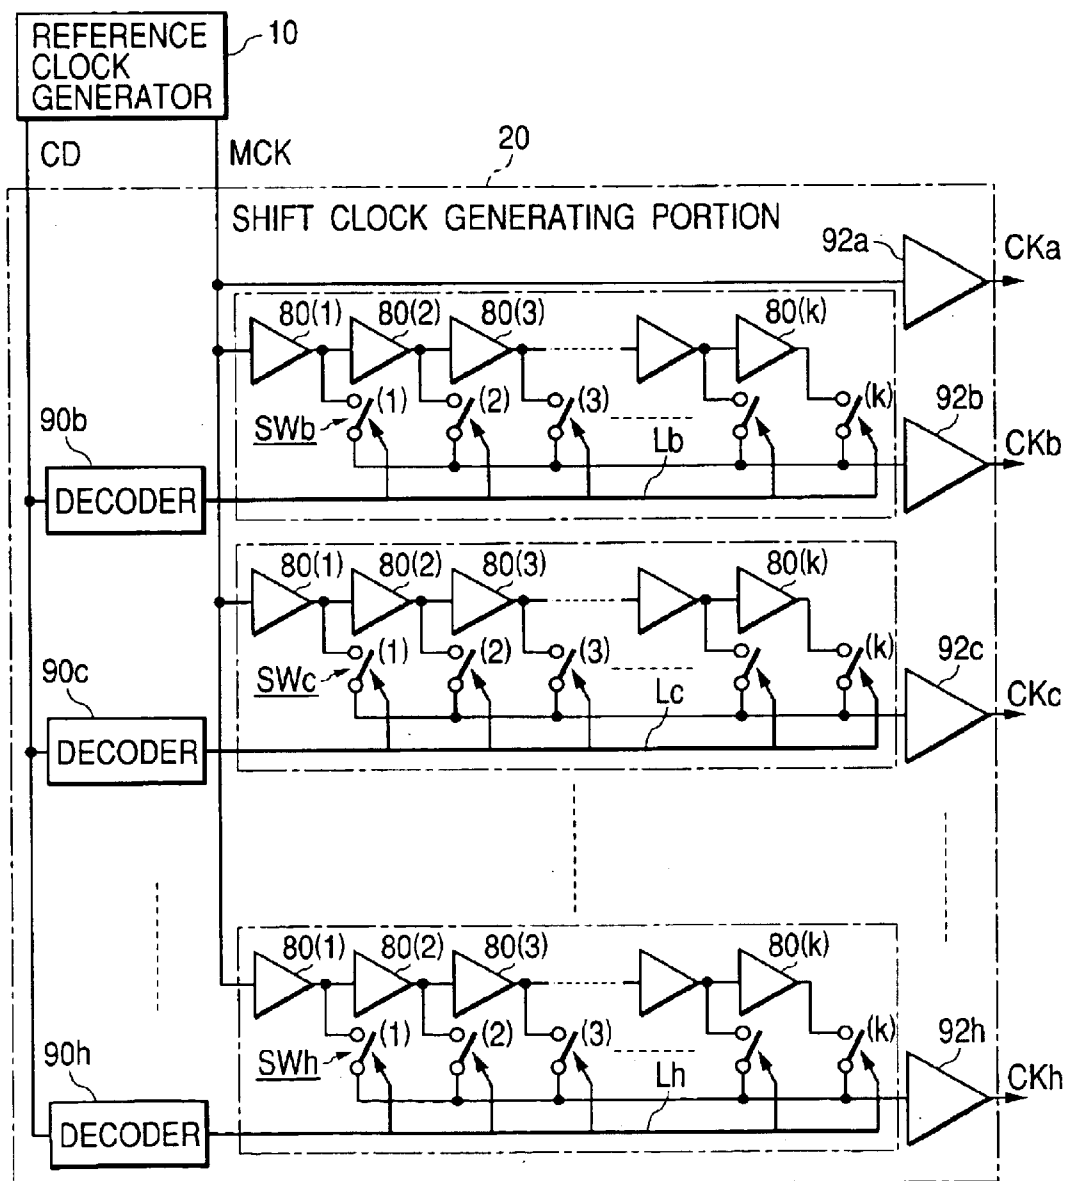 REFERENCE
CLOCK
GENERATOR
10
CD
MCK
20
SHIFT CLOCK GENERATING PORTION
92a
CKa
80(1)
80(2)
80(3)
80(k)
(1)
(2)
(3)
(k)
SWb
Lb
92b
CKb
90b
DECODER
80(1)
80(2)
80(3)
80(k)
(1)
(2)
(3)
(k)
SWc
Lc
92c
CKc
90c
DECODER
80(1)
80(2)
80(3)
80(k)
(1)
(2)
(3)
(k)
SWh
Lh
92h
CKh
90h
DECODER